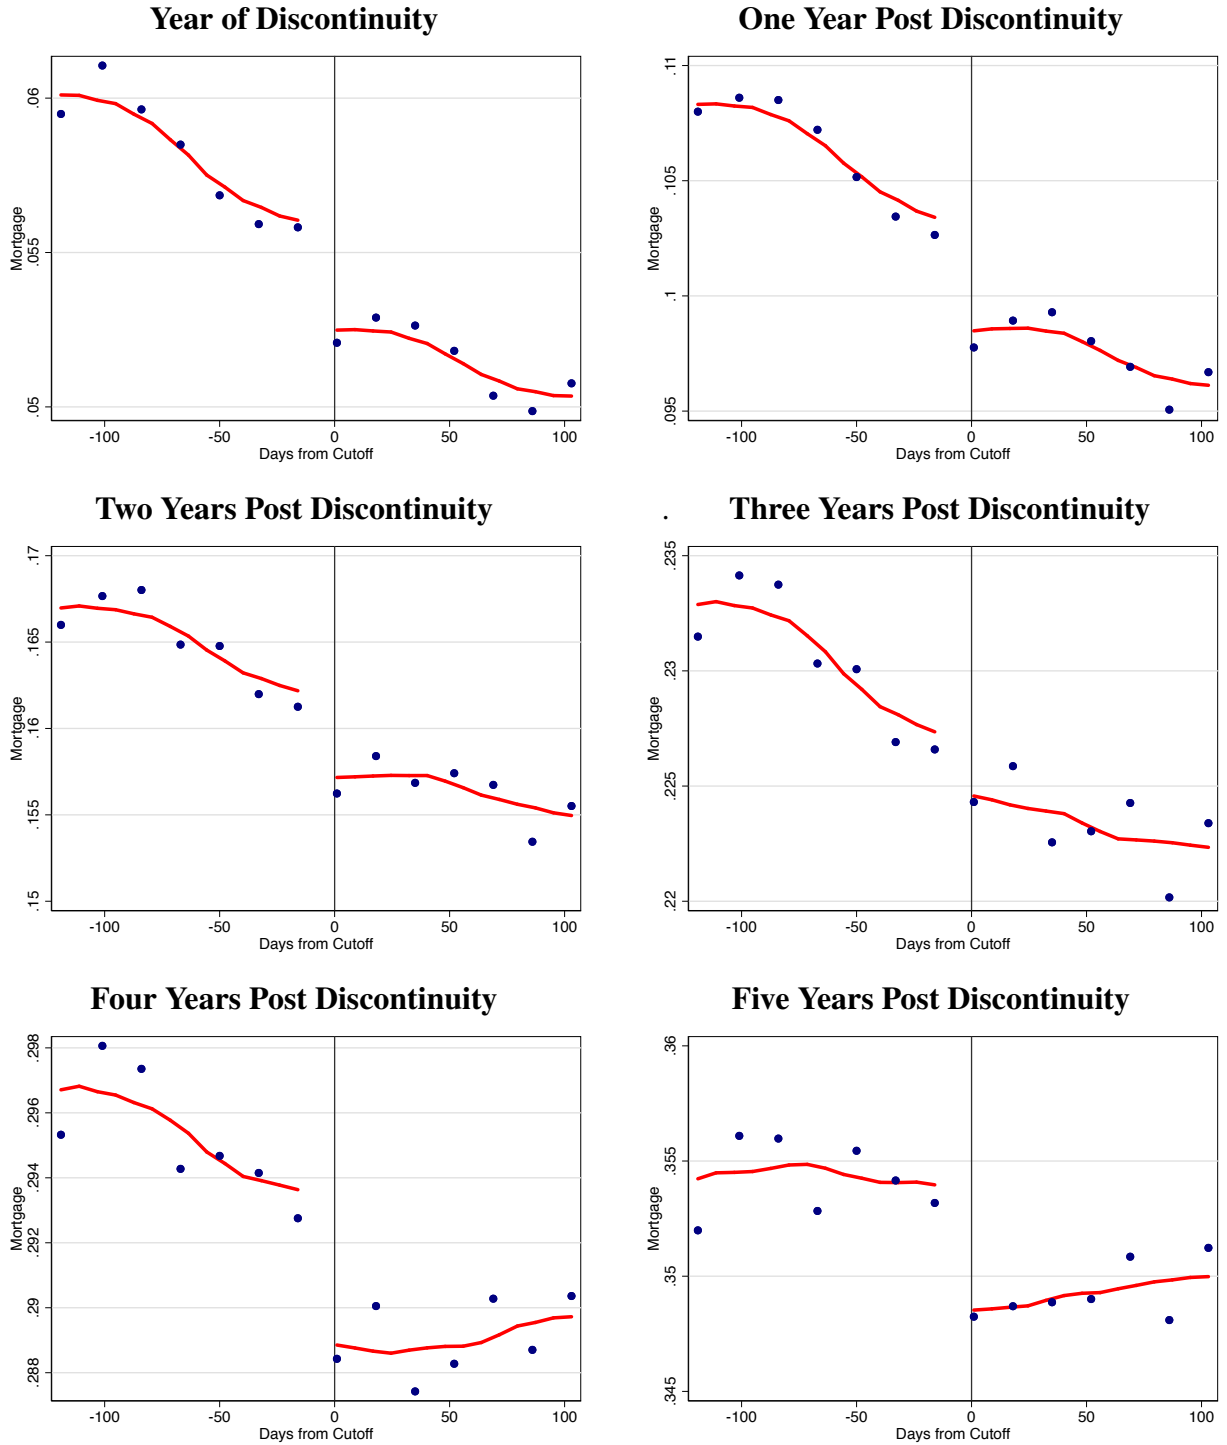 Year of Discontinuity
.06
.055
.05
Mortgage
-100 -50 0 50 100
Days from Cutoff
One Year Post Discontinuity
.11
.105
.1
.095
Mortgage
-100 -50 0 50 100
Days from Cutoff
Two Years Post Discontinuity
.17
.165
.16
.155
.15
Mortgage
-100 -50 0 50 100
Days from Cutoff
. Three Years Post Discontinuity
.235
.23
.225
.22
Mortgage
-100 -50 0 50 100
Days from Cutoff
Four Years Post Discontinuity
.298
.296
.294
.292
.29
.288
Mortgage
-100 -50 0 50 100
Days from Cutoff
Five Years Post Discontinuity
.36
.355
.35
.345
Mortgage
-100 -50 0 50 100
Days from Cutoff